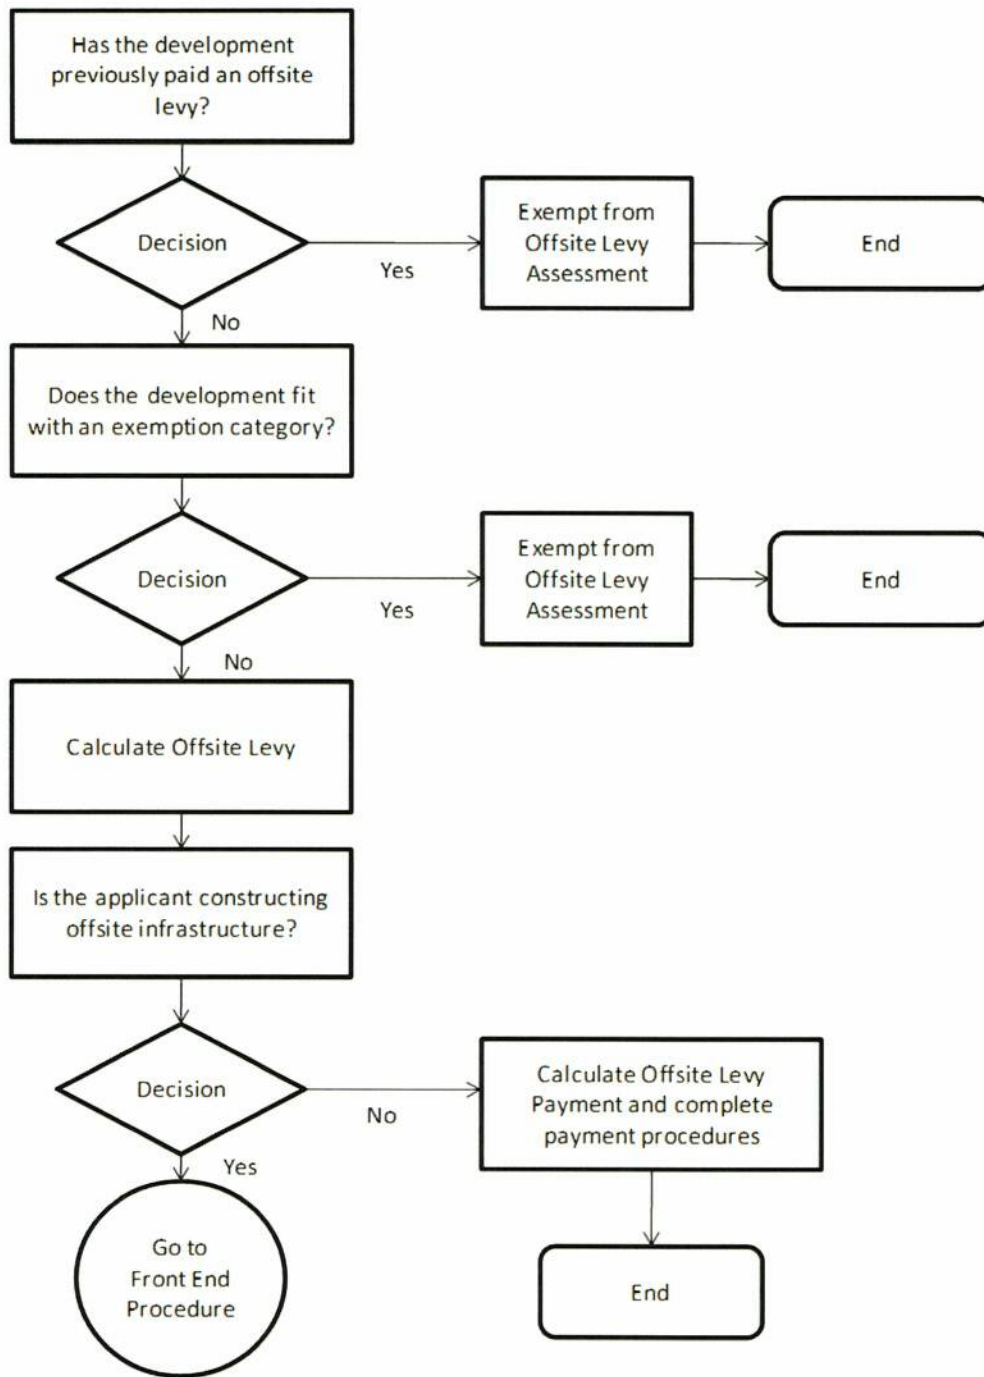 Has the development
previously paid an offsite
levy?
Decision
Yes
Exempt from
Offsite Levy
Assessment
End
No
Does the development fit
with an exemption category?
Decision
Yes
Exempt from
Offsite Levy
Assessment
End
No
Calculate Offsite Levy
Is the applicant constructing
offsite infrastructure?
Decision
No
Calculate Offsite Levy
Payment and complete
payment procedures
Yes
Go to
Front End
Procedure
End